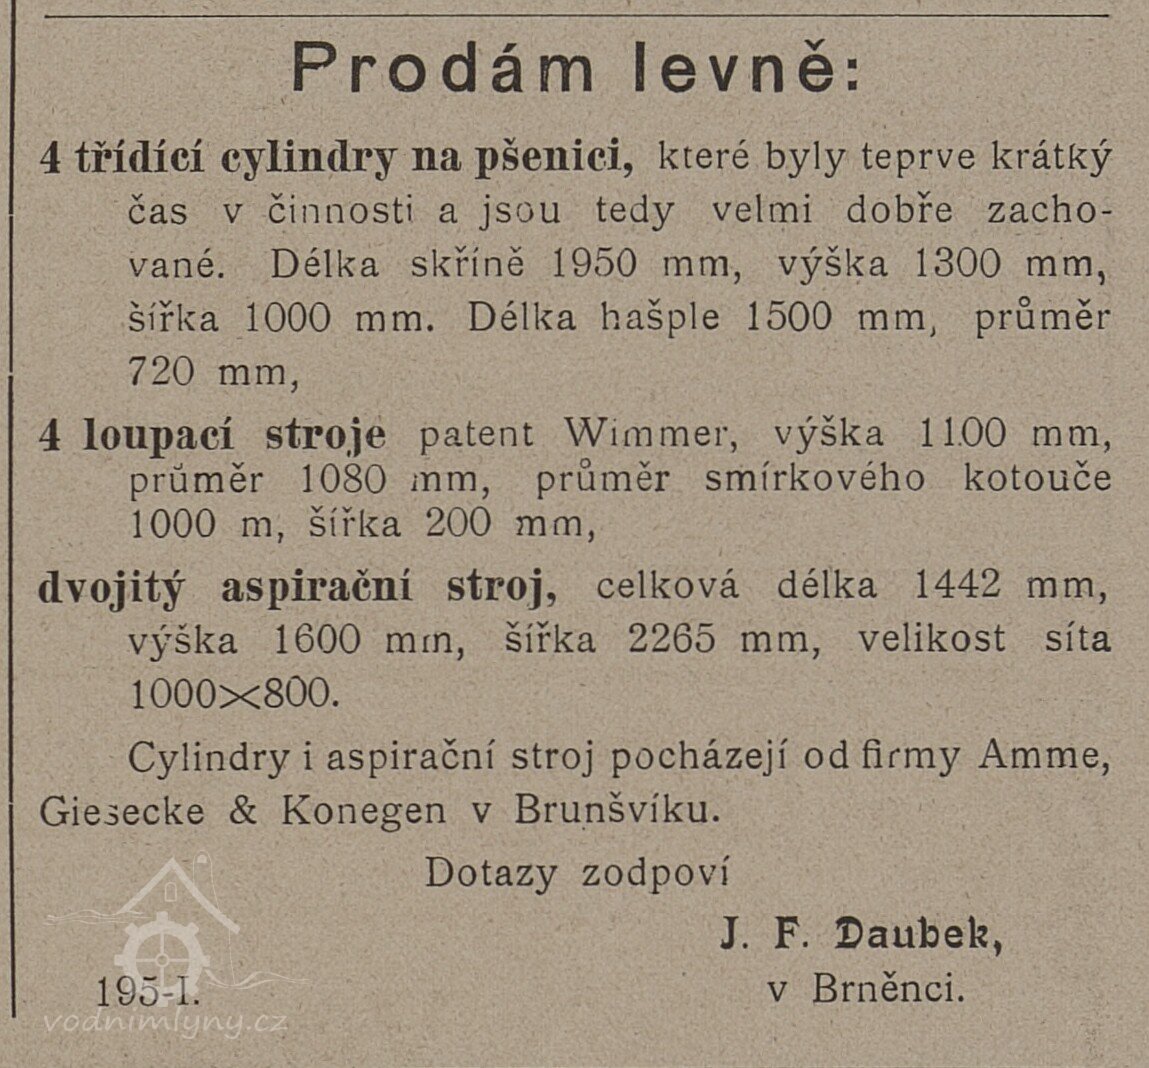 Prodám levně:
4 třídící cylindry na pšenici, které byly teprve krátký
čas v činnosti a jsou tedy velmi dobře zacho-
vané. Délka skříně 1950 mm, výška 1300 mm,
šířka 1000 mm. Délka hašple 1500 mm, průměr
720 mm,
4 loupací stroje patent Wimmer, výška 1100 mm,
průměr 1080 mm, průměr smírkového kotouče
1000 m, šířka 200 mm,
dvojitý aspirační stroj, celková délka 1442 mm,
výška 1600 mm, šířka 2265 mm, velikost síta
1000×800.
Cylindry i aspirační stroj pocházejí od firmy Amme,
Giesecke & Konegen v Brunšvíku.
Dotazy zodpoví
J. F. Daubek,
195-I. v Brněnci.
vodnimlyny.cz